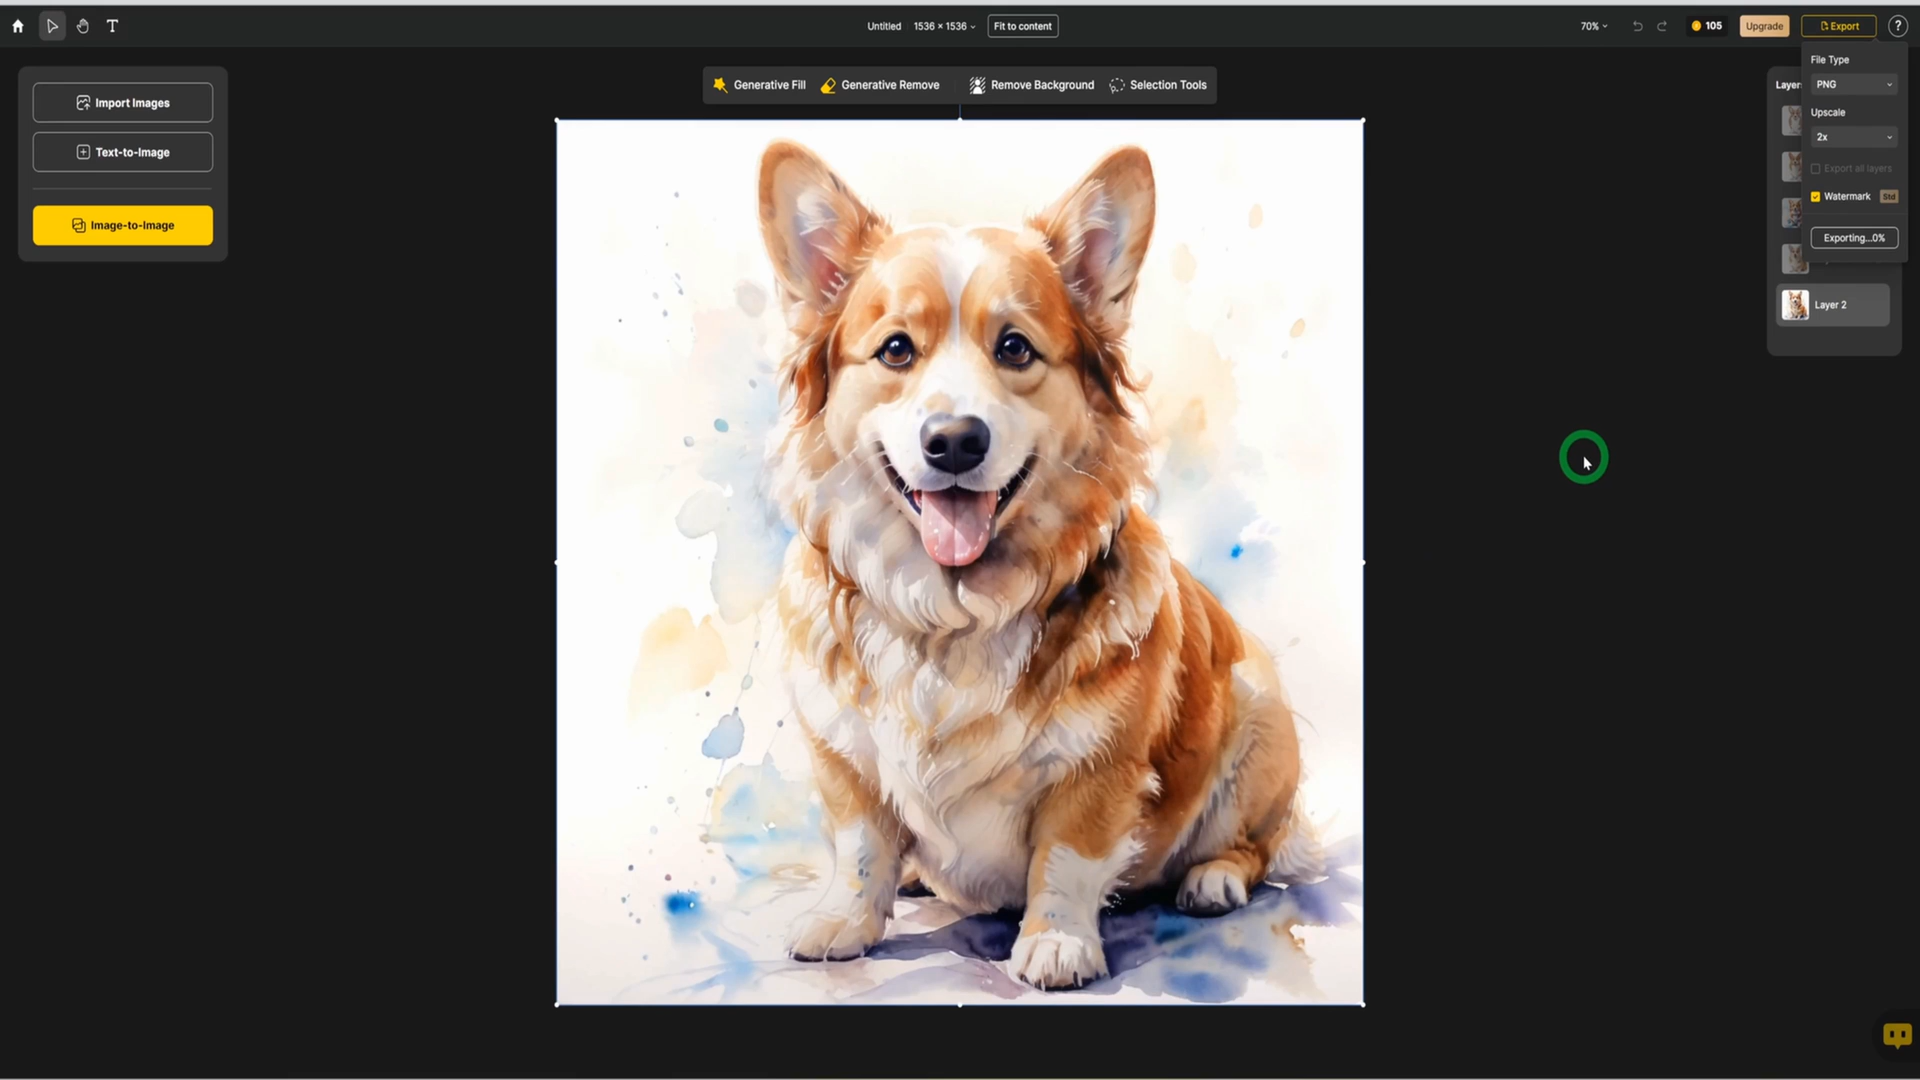 Untitled 1536 × 1536 Fit to content
70% 105 Upgrade Export ?
Import Images
Text-to-Image
Image-to-Image
Generative Fill Generative Remove Remove Background Selection Tools
Layers
File Type
PNG
Upscale
2x
Export all layers
Watermark Std
Exporting...0%
Layer 2